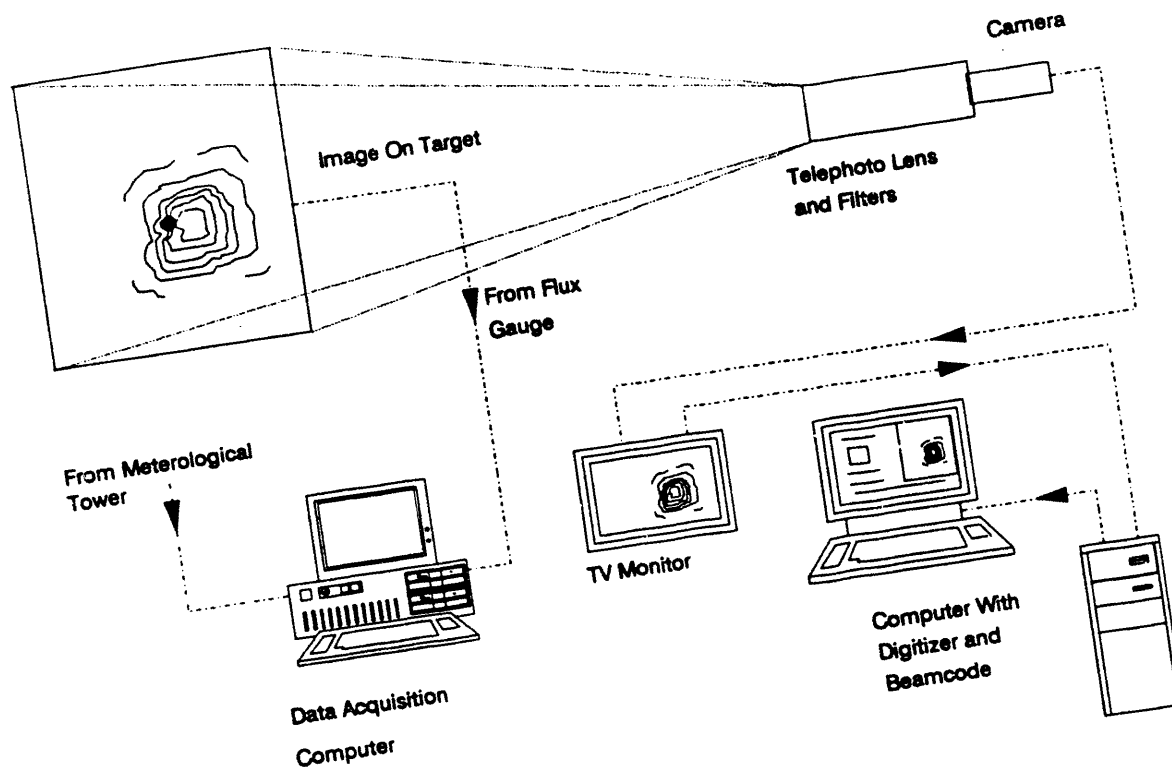 Camera
Image On Target
Telephoto Lens
and Filters
From Flux
Gauge
From Meterological
Tower
TV Monitor
Computer With
Digitizer and
Beamcode
Data Acquisition
Computer